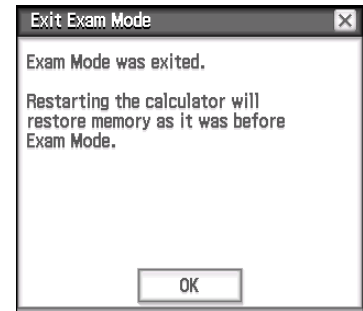 Exit Exam Mode
Exam Mode was exited.
Restarting the calculator will
restore memory as it was before
Exam Mode.
OK